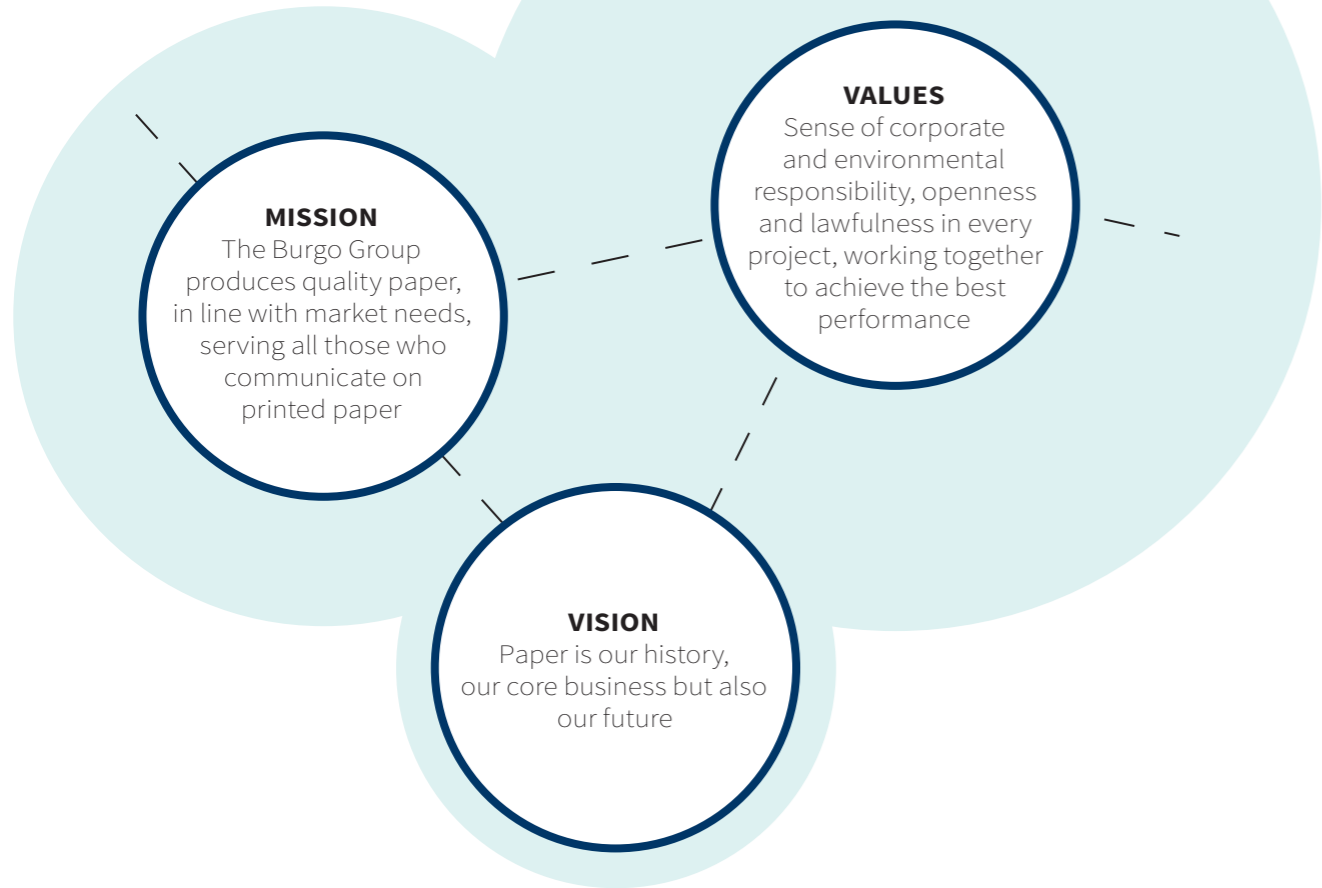 MISSION
The Burgo Group
produces quality paper,
in line with market needs,
serving all those who
communicate on
printed paper
VALUES
Sense of corporate
and environmental
responsibility, openness
and lawfulness in every
project, working together
to achieve the best
performance
VISION
Paper is our history,
our core business but also
our future